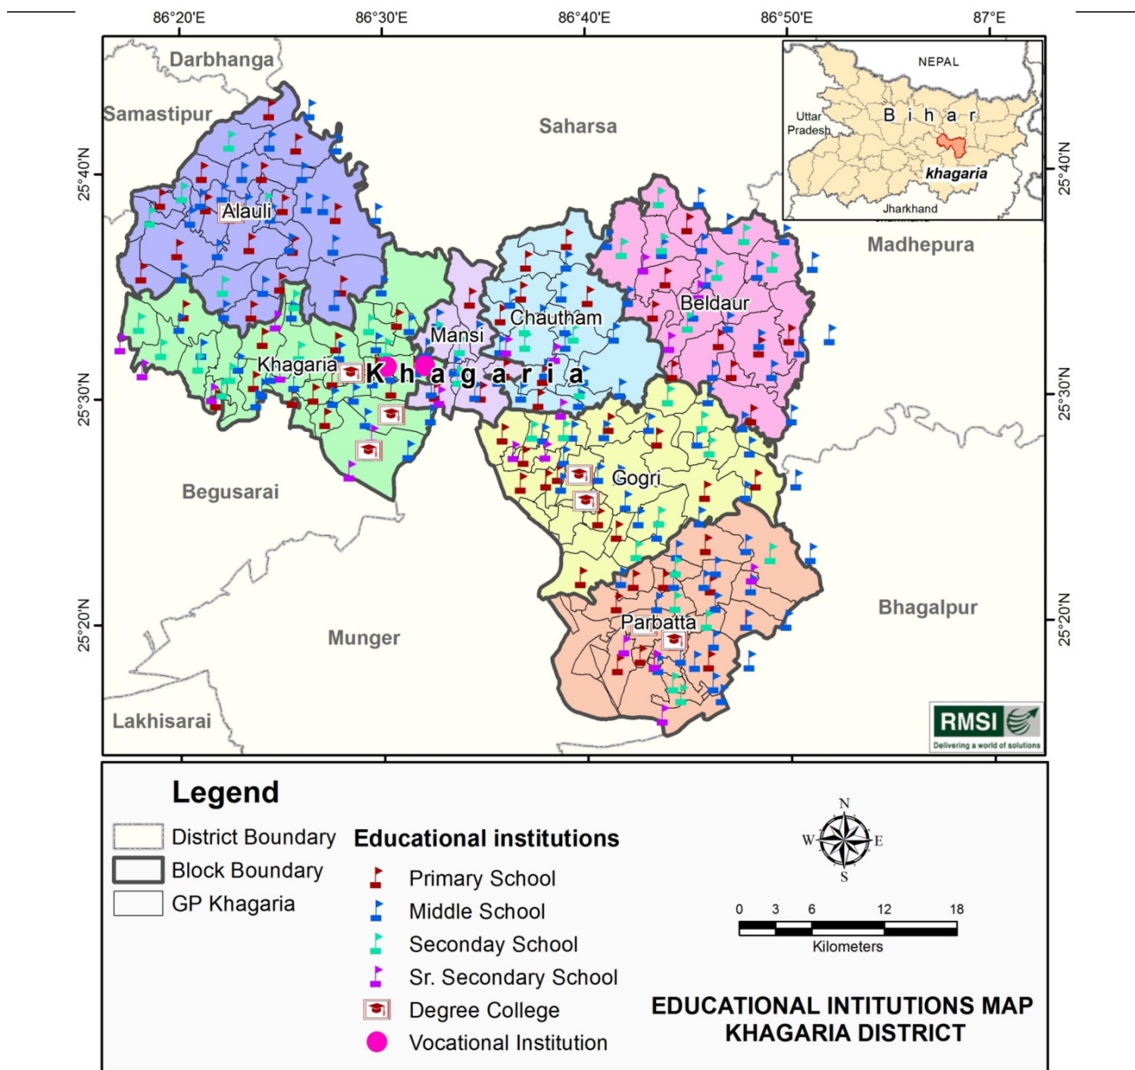 86°20'E 86°30'E 86°40'E 86°50'E 87°E
Darbhanga
Samastipur
Saharsa
NEPAL
Uttar
Pradesh
Bihar
khagaria
Jharkhand
25°40'N
25°40'N
Alauli
Madhepura
Beldaur
Chautham
Mansi
Khagaria
Khagaria
25°30'N
25°30'N
Gogri
Begusarai
25°20'N
25°20'N
Parbatta
Bhagalpur
Munger
Lakhisarai
RMSI
Delivering a world of solutions
Legend
District Boundary
Block Boundary
GP Khagaria
Educational institutions
Primary School
Middle School
Seconday School
Sr. Secondary School
Degree College
Vocational Institution
N
W E
S
0 3 6 12 18
Kilometers
EDUCATIONAL INTITUTIONS MAP
KHAGARIA DISTRICT